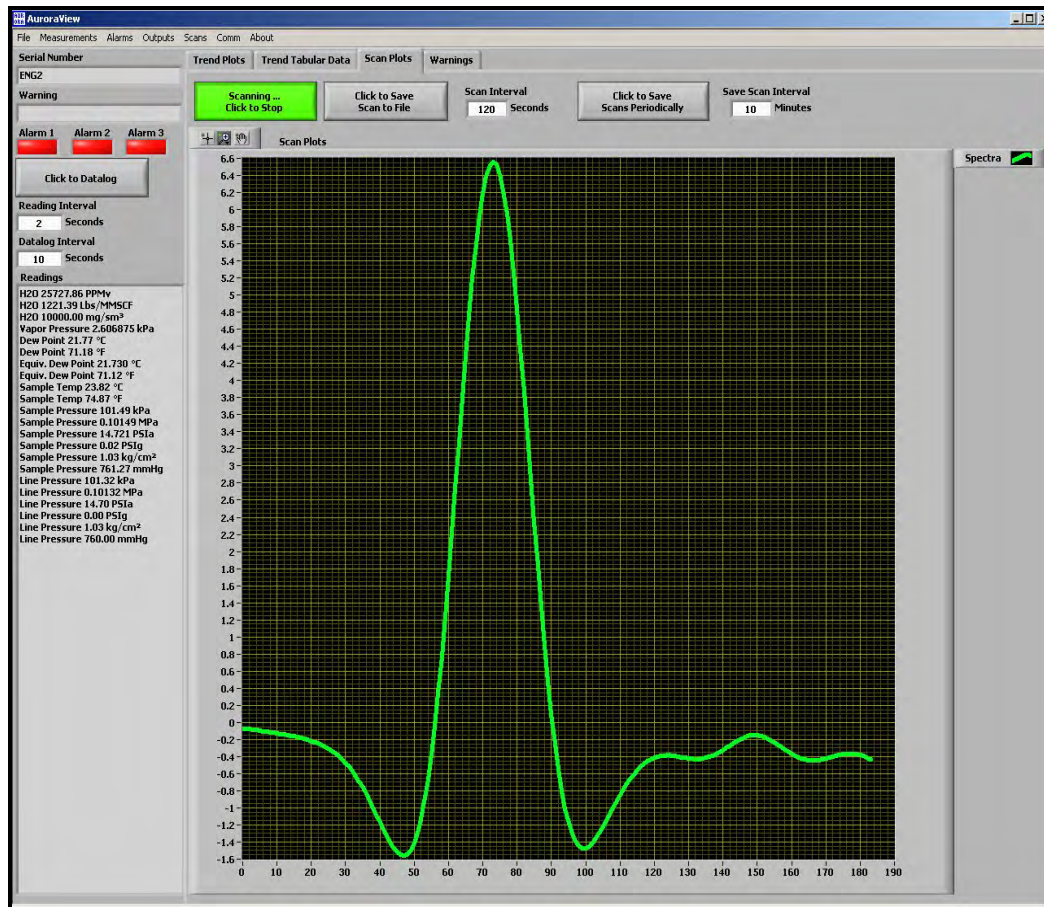 AuroraView
File Measurements Alarms Outputs Scans Comm About
Serial Number
ENG2
Warning
Alarm 1 Alarm 2 Alarm 3
Click to Datalog
Reading Interval
2 Seconds
Datalog Interval
10 Seconds
Readings
H2O 25727.86 PPMv
H2O 1221.39 Lbs/MMSCF
H2O 10000.00 mg/sm³
Vapor Pressure 2.606875 kPa
Dew Point 21.77 °C
Dew Point 71.18 °F
Equiv. Dew Point 21.730 °C
Equiv. Dew Point 71.12 °F
Sample Temp 23.82 °C
Sample Temp 74.87 °F
Sample Pressure 101.49 kPa
Sample Pressure 0.10149 MPa
Sample Pressure 14.721 PSIa
Sample Pressure 0.02 PSIg
Sample Pressure 1.03 kg/cm²
Sample Pressure 761.27 mmHg
Line Pressure 101.32 kPa
Line Pressure 0.10132 MPa
Line Pressure 14.70 PSIa
Line Pressure 0.00 PSIg
Line Pressure 1.03 kg/cm²
Line Pressure 760.00 mmHg
Trend Plots Trend Tabular Data Scan Plots Warnings
Scanning ...
Click to Stop
Click to Save
Scan to File
Scan Interval
120 Seconds
Click to Save
Scans Periodically
Save Scan Interval
10 Minutes
Scan Plots
Spectra
6.6
6.4
6.2
6
5.8
5.6
5.4
5.2
5
4.8
4.6
4.4
4.2
4
3.8
3.6
3.4
3.2
3
2.8
2.6
2.4
2.2
2
1.8
1.6
1.4
1.2
1
0.8
0.6
0.4
0.2
0
-0.2
-0.4
-0.6
-0.8
-1
-1.2
-1.4
-1.6
0 10 20 30 40 50 60 70 80 90 100 110 120 130 140 150 160 170 180 190